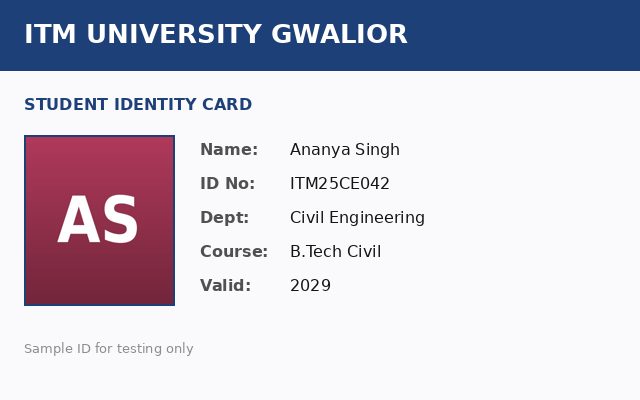 ITM UNIVERSITY GWALIOR
STUDENT IDENTITY CARD
AS
Name: Ananya Singh
ID No: ITM25CE042
Dept: Civil Engineering
Course: B.Tech Civil
Valid: 2029
Sample ID for testing only